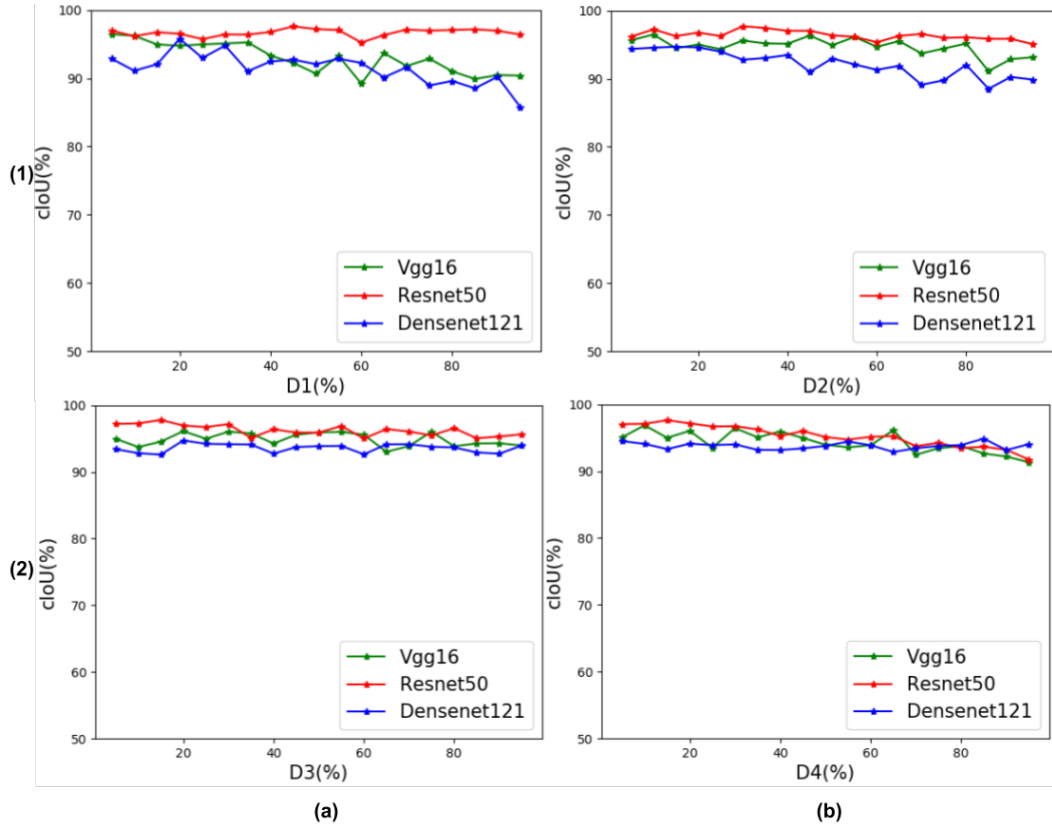 (1)
cIoU(%)
100
90
80
70
60
50
Vgg16
Resnet50
Densenet121
20
40
60
80
D1(%)
cIoU(%)
100
90
80
70
60
50
Vgg16
Resnet50
Densenet121
20
40
60
80
D2(%)
(2)
cIoU(%)
100
90
80
70
60
50
Vgg16
Resnet50
Densenet121
20
40
60
80
D3(%)
cIoU(%)
100
90
80
70
60
50
Vgg16
Resnet50
Densenet121
20
40
60
80
D4(%)
(a)
(b)